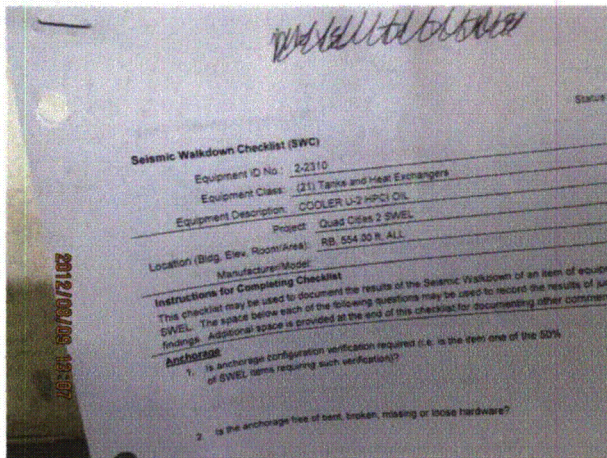 Status
Seismic Walkdown Checklist (SWC)
Equipment ID No.: 2-2310
Equipment Class: (21) Tanks and Heat Exchangers
Equipment Description: COOLER U-2 HPCI OIL
Project: Quad Cities 2 SWEL
Location (Bldg, Elev, Room/Area): RB, 554.00 ft, ALL
Manufacturer/Model:
Instructions for Completing Checklist
This checklist may be used to document the results of the Seismic Walkdown of an item of equip
SWEL. The space below each of the following questions may be used to record the results of ju
findings. Additional space is provided at the end of this checklist for documenting other commen
Anchorage
1. Is anchorage configuration verification required (i.e. is the item one of the 50%
of SWEL items requiring such verification)?
2. Is the anchorage free of bent, broken, missing or loose hardware?
2012/08/09